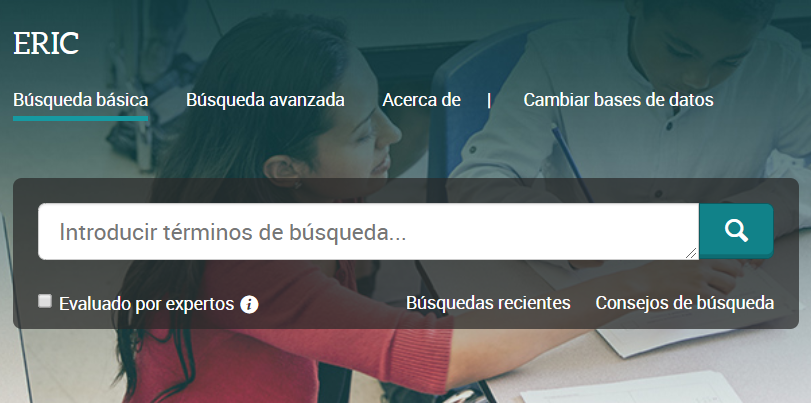 ERIC
Búsqueda básica Búsqueda avanzada Acerca de | Cambiar bases de datos
Introducir términos de búsqueda...
Evaluado por expertos i Búsquedas recientes Consejos de búsqueda